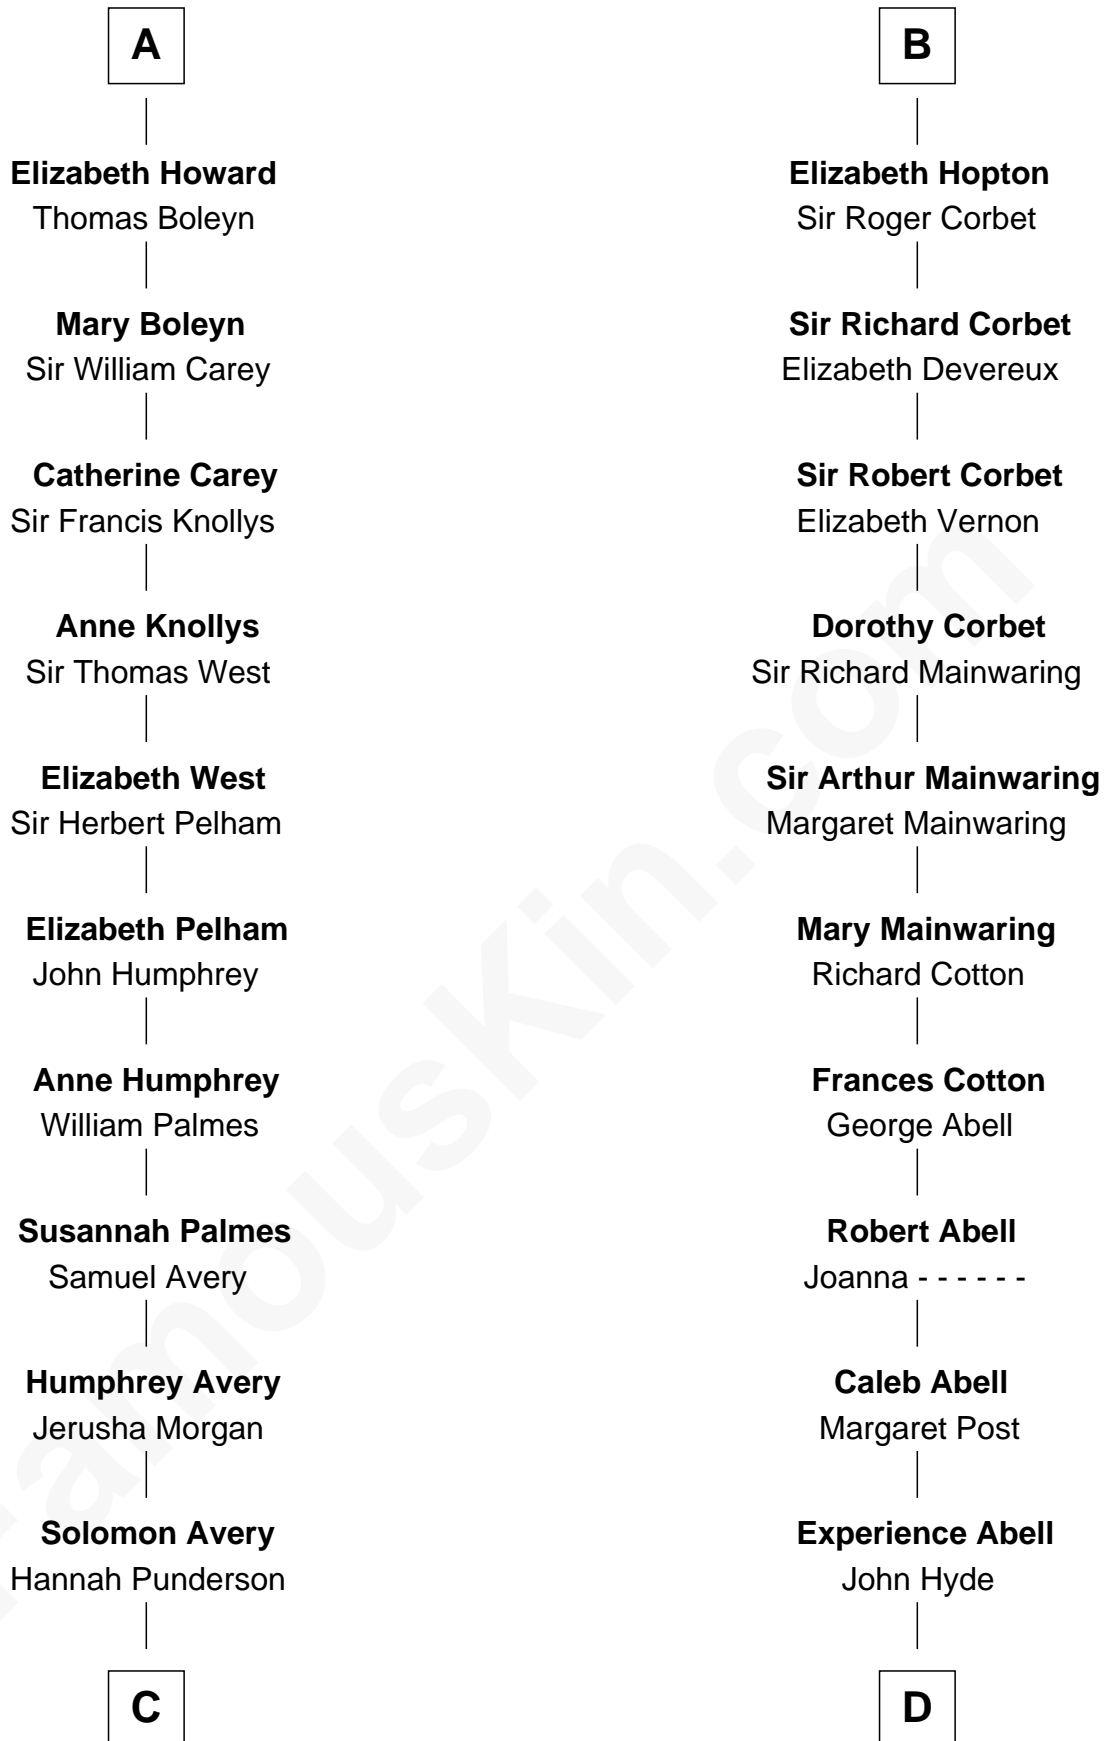 A
Elizabeth Howard
Thomas Boleyn
Mary Boleyn
Sir William Carey
Catherine Carey
Sir Francis Knollys
Anne Knollys
Sir Thomas West
Elizabeth West
Sir Herbert Pelham
Elizabeth Pelham
John Humphrey
Anne Humphrey
William Palmes
Susannah Palmes
Samuel Avery
Humphrey Avery
Jerusha Morgan
Solomon Avery
Hannah Punderson
C
B
Elizabeth Hopton
Sir Roger Corbet
Sir Richard Corbet
Elizabeth Devereux
Sir Robert Corbet
Elizabeth Vernon
Dorothy Corbet
Sir Richard Mainwaring
Sir Arthur Mainwaring
Margaret Mainwaring
Mary Mainwaring
Richard Cotton
Frances Cotton
George Abell
Robert Abell
Joanna - - - - - -
Caleb Abell
Margaret Post
Experience Abell
John Hyde
D
FamousKin.com